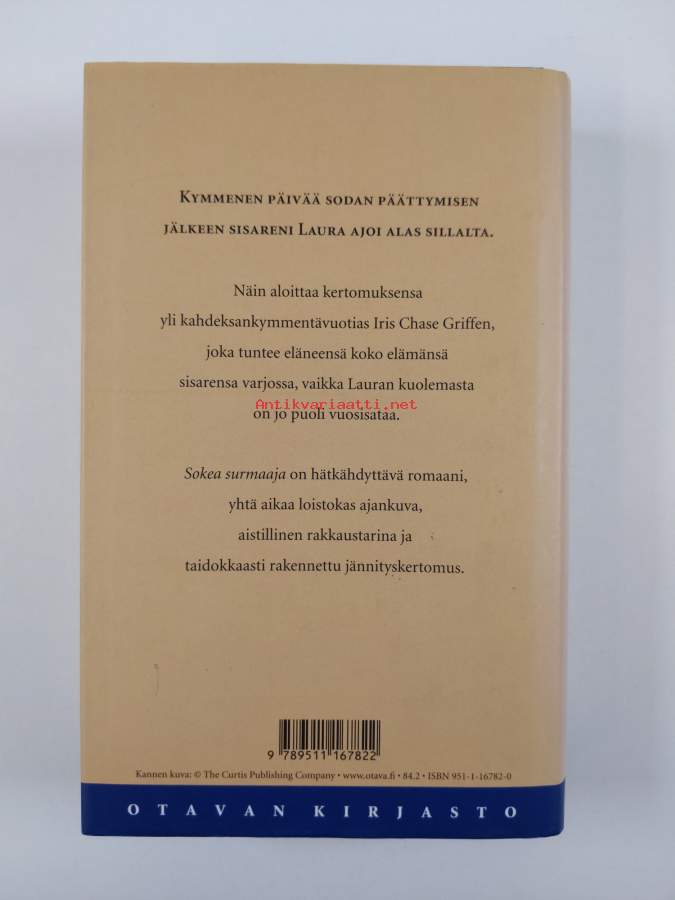 KYMMENEN PÄIVÄÄ SODAN PÄÄTTYMISEN
JÄLKEEN SISARENI LAURA AJOI ALAS SILLALTA.
Näin aloittaa kertomuksensa
yli kahdeksankymmentävuotias Iris Chase Griffen,
joka tuntee eläneensä koko elämänsä
sisarensa varjossa, vaikka Lauran kuolemasta
Antikvariaatti.net
on jo puoli vuosisataa.
Sokea surmaaja on hätkähdyttävä romaani,
yhtä aikaa loistokas ajankuva,
aistillinen rakkaustarina ja
taidokkaasti rakennettu jännityskertomus.
9 789511 167822
Kannen kuva: © The Curtis Publishing Company • www.otava.fi • 84.2 • ISBN 951-1-16782-0
OTAVAN KIRJASTO